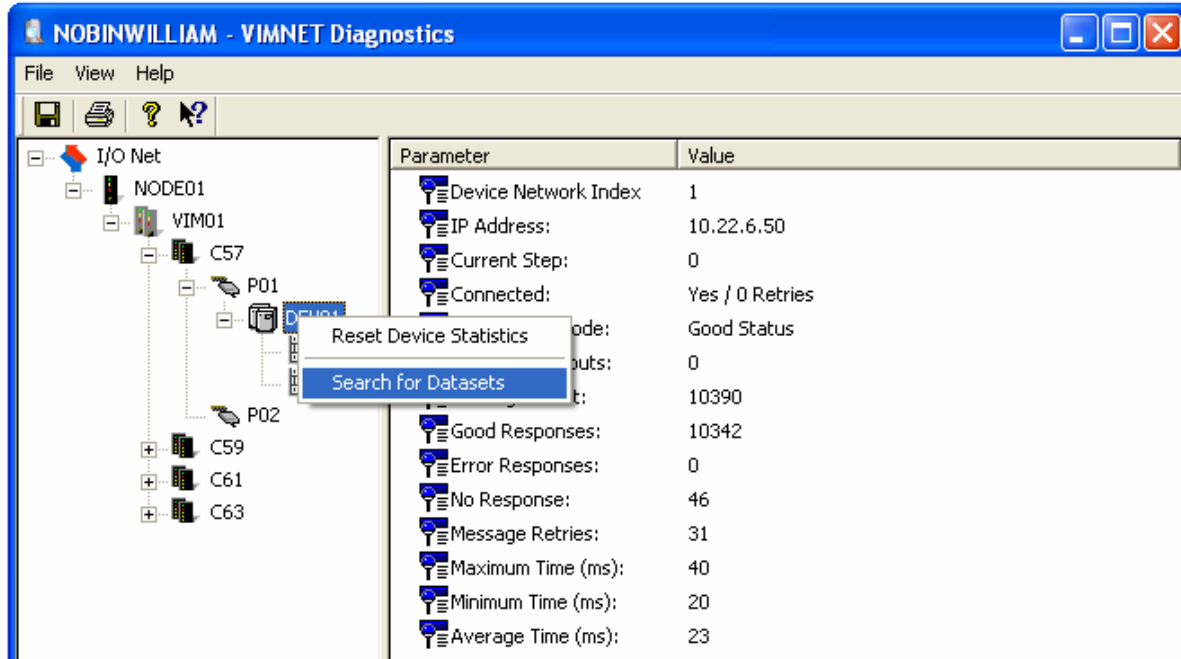 NOBINWILLIAM - VIMNET Diagnostics
File View Help
I/O Net
NODE01
VIM01
C57
P01
P02
C59
C61
C63
Reset Device Statistics
Search for Datasets
Parameter Value
Device Network Index 1
IP Address: 10.22.6.50
Current Step: 0
Connected: Yes / 0 Retries
ode: Good Status
outs: 0
t: 10390
Good Responses: 10342
Error Responses: 0
No Response: 46
Message Retries: 31
Maximum Time (ms): 40
Minimum Time (ms): 20
Average Time (ms): 23